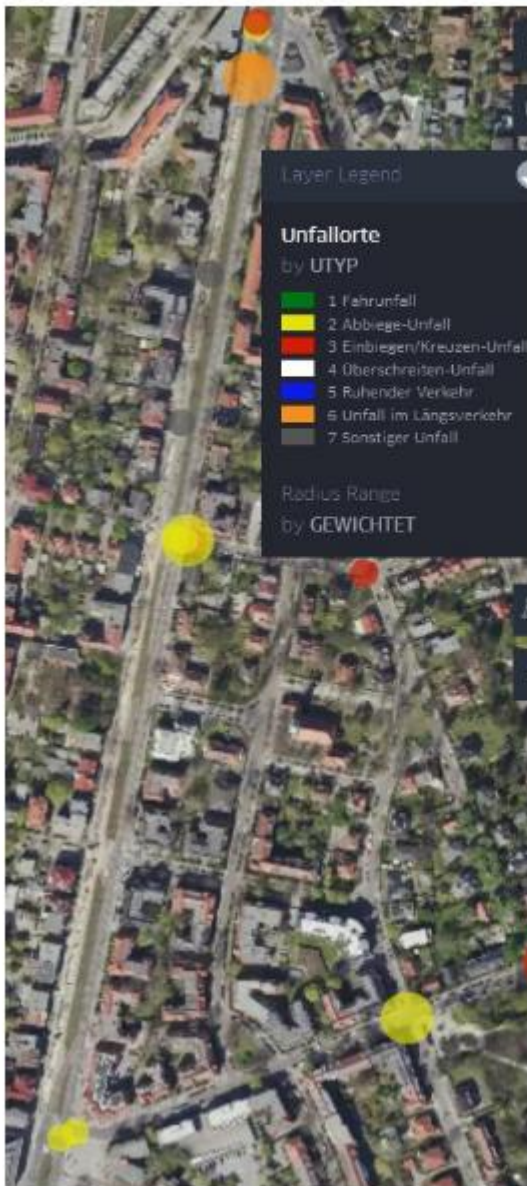 Layer Legend
Unfallorte
by UTYP
1 Fahrunfall
2 Abbiege-Unfall
3 Einbiegen/Kreuzen-Unfall
4 Überschreiten-Unfall
5 Ruhender Verkehr
6 Unfall im Längsverkehr
7 Sonstiger Unfall
Radius Range
by GEWICHTET